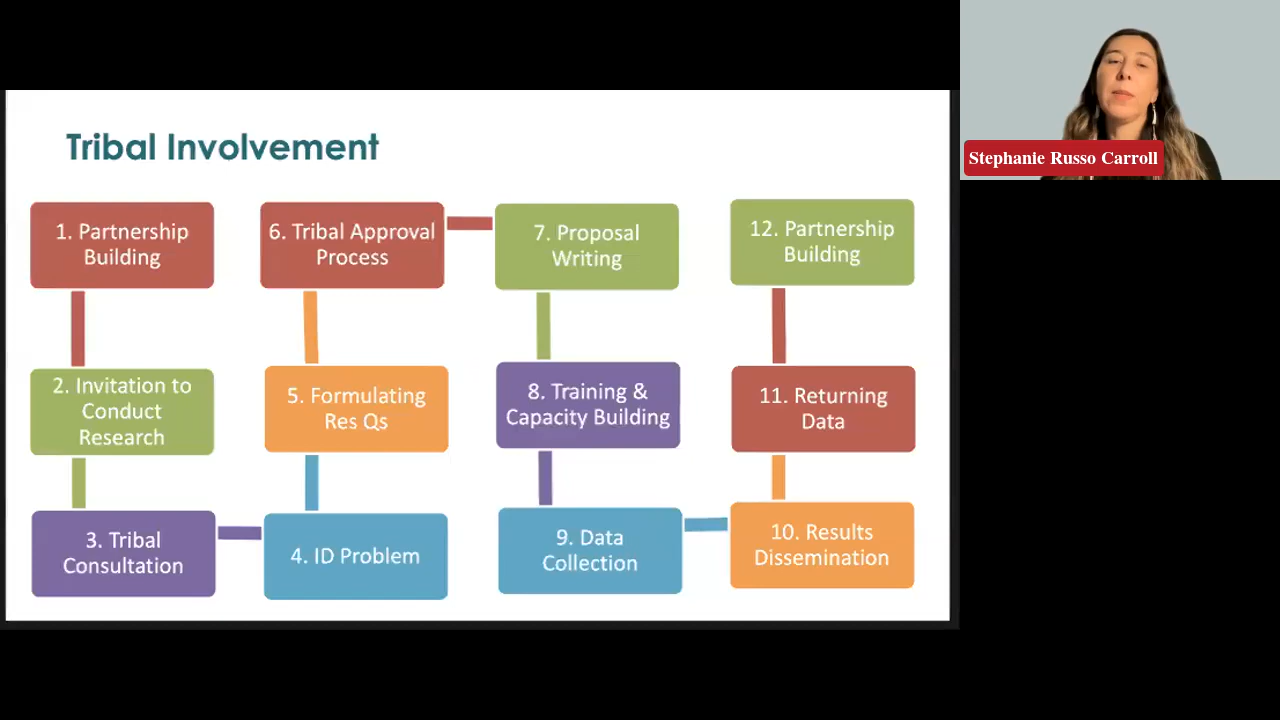 Tribal Involvement
1. Partnership
Building
2. Invitation to
Conduct
Research
3. Tribal
Consultation
4. ID Problem
5. Formulating
Res Qs
6. Tribal Approval
Process
7. Proposal
Writing
8. Training &
Capacity Building
9. Data
Collection
10. Results
Dissemination
11. Returning
Data
12. Partnership
Building
Stephanie Russo Carroll